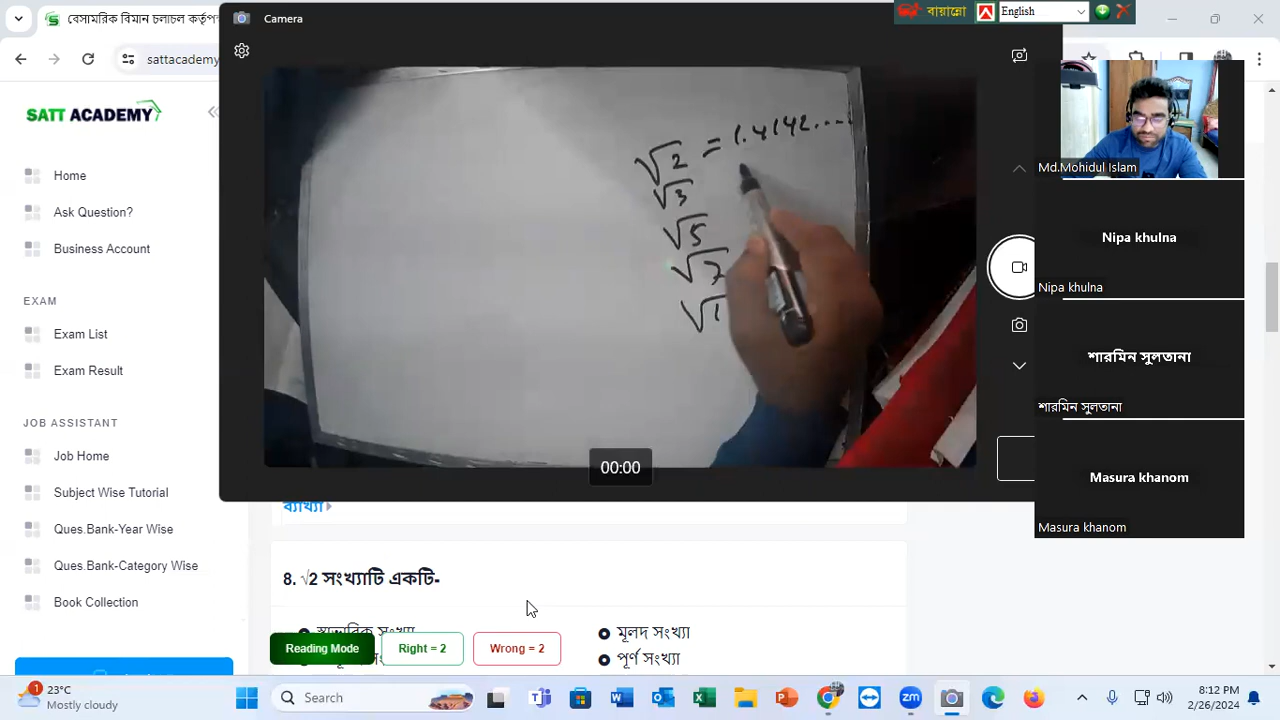 বেসামরিক বিমান চলাচল কর্তৃপ
Camera
বায়ান্নো
English
sattacademy
SATT ACADEMY
Home
Ask Question?
Business Account
EXAM
Exam List
Exam Result
JOB ASSISTANT
Job Home
Subject Wise Tutorial
Ques.Bank-Year Wise
Ques.Bank-Category Wise
Book Collection
√2 = 1.4142....
√3
√5
√7
√1
00:00
Md.Mohidul Islam
Nipa khulna
Nipa khulna
শারমিন সুলতানা
শারমিন সুলতানা
Masura khanom
Masura khanom
ব্যাখ্যা
8. √2 সংখ্যাটি একটি-
স্বাভাবিক সংখ্যা
মূলদ সংখ্যা
পূর্ণ সংখ্যা
Reading Mode
Right = 2
Wrong = 2
1
23°C
Mostly cloudy
Search
8:12 PM
2/26/2024